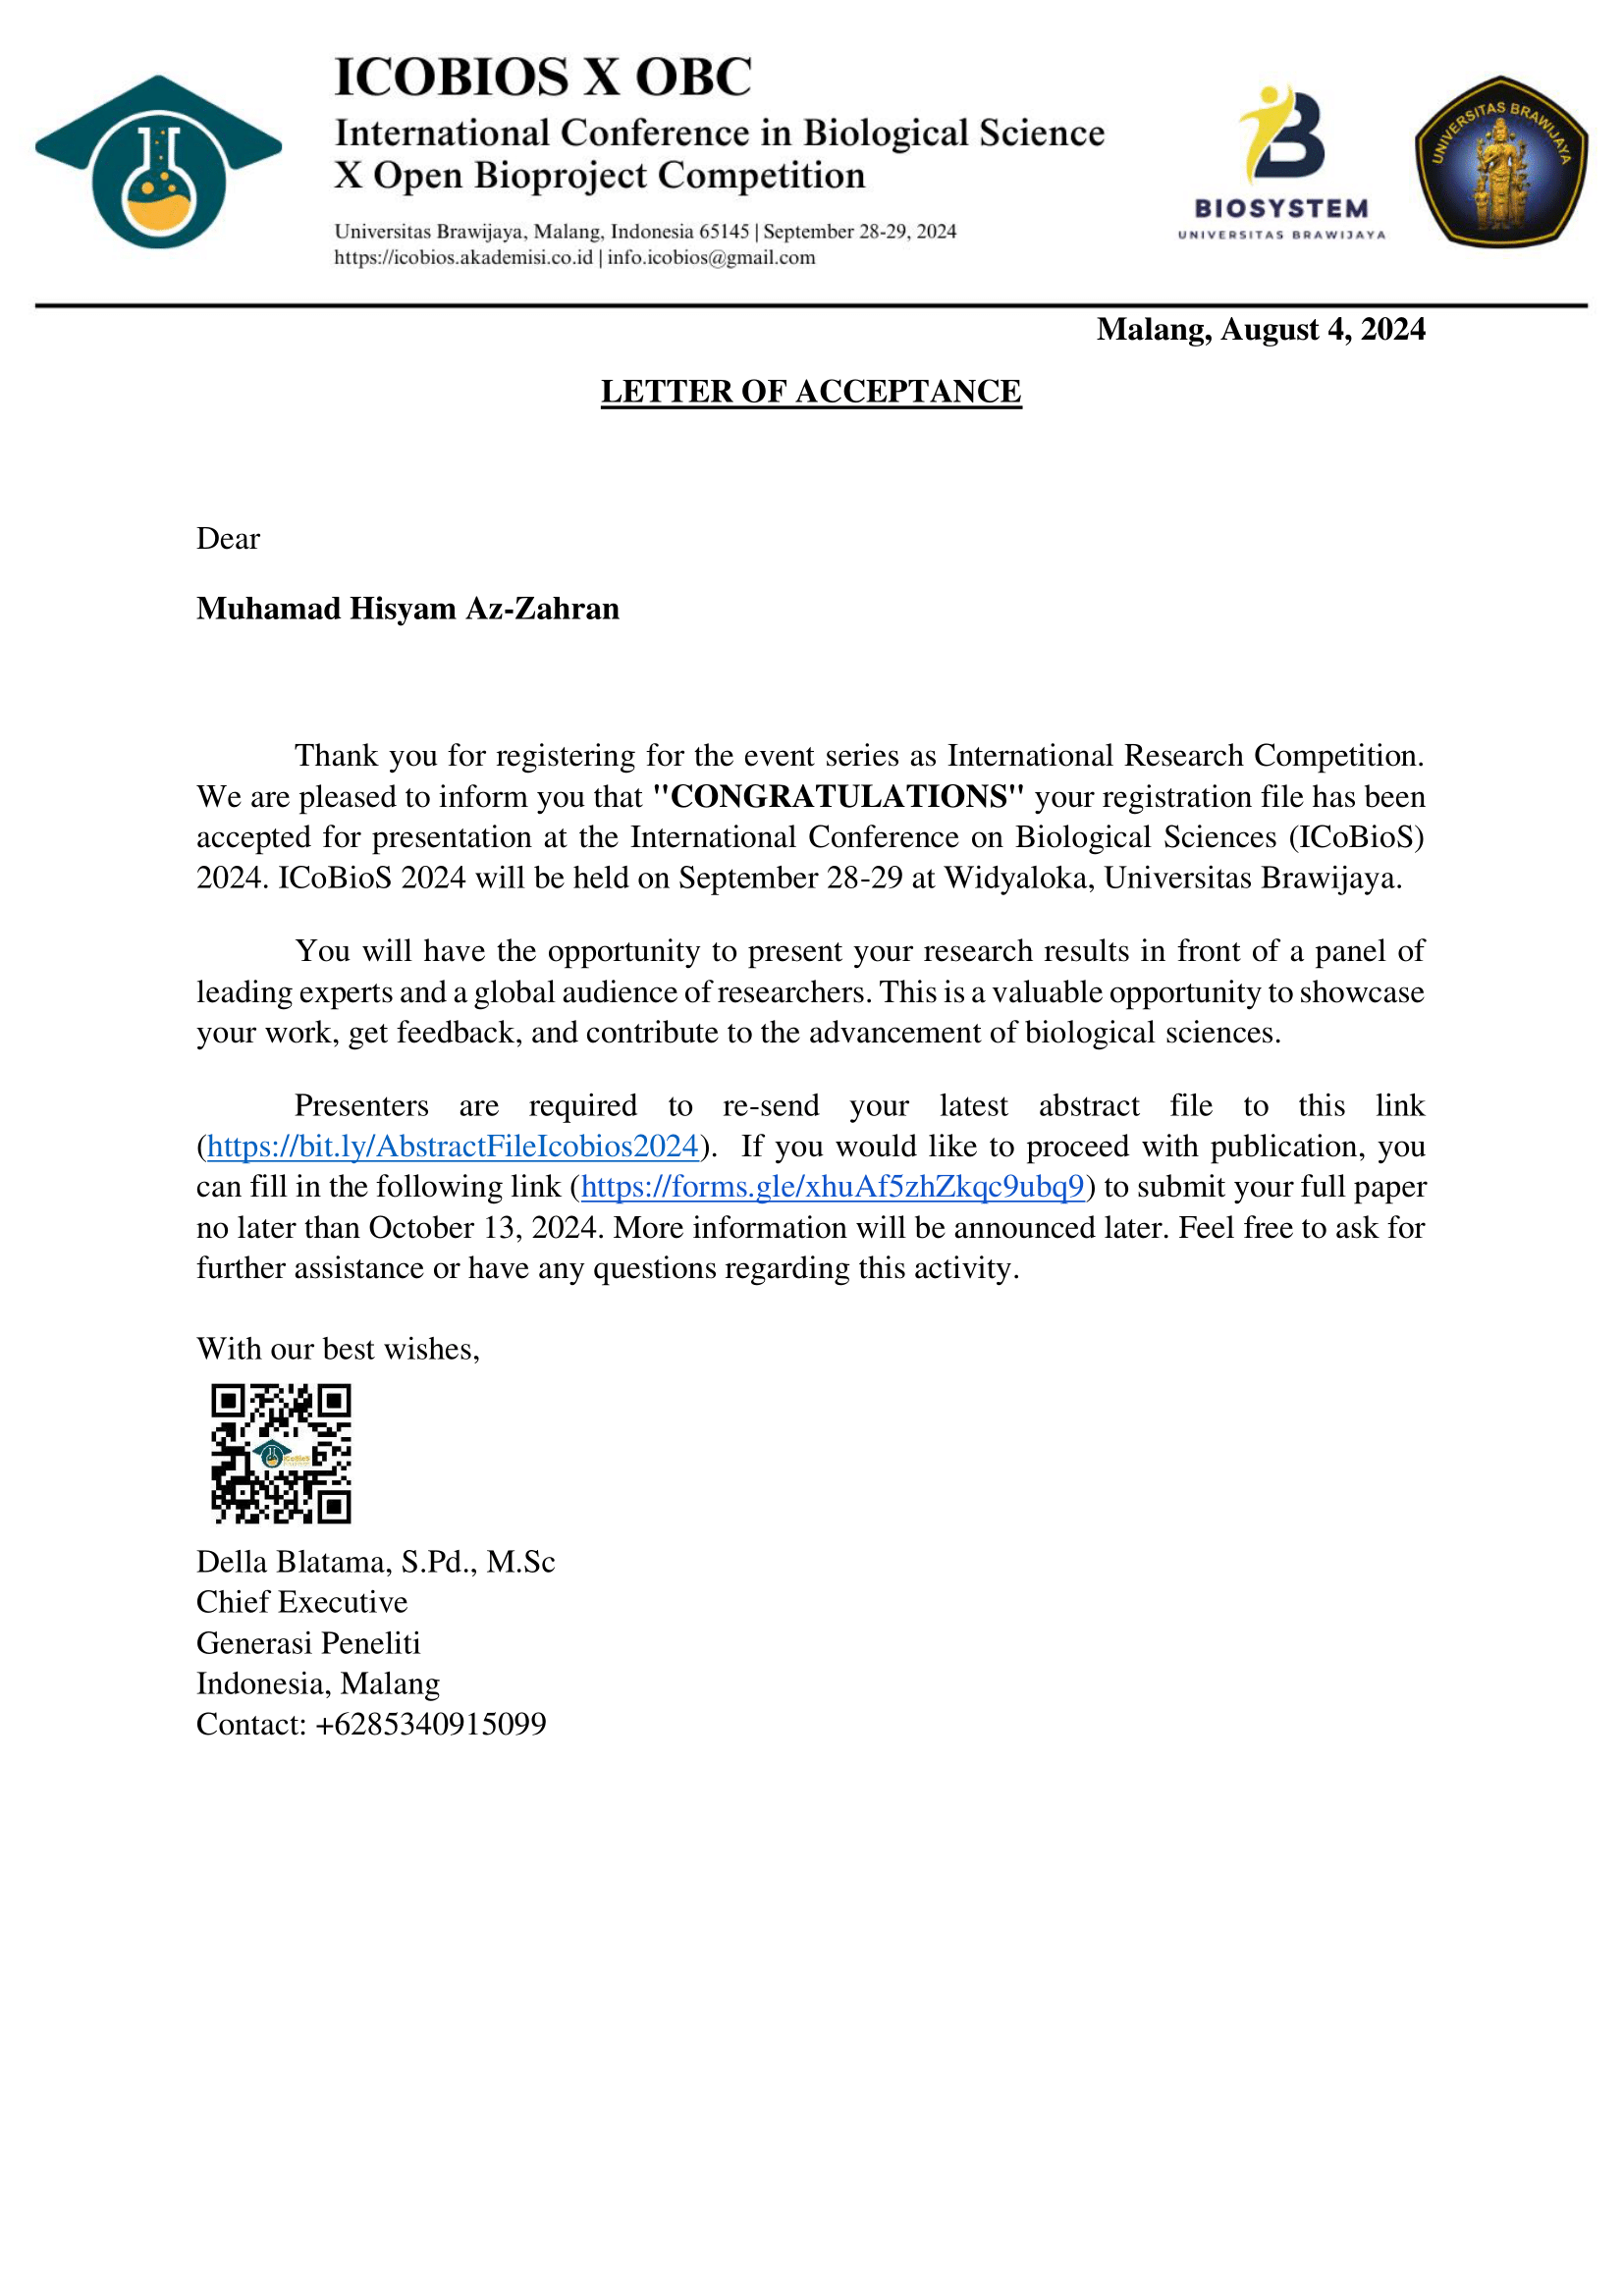 ICOBIOS X OBC
International Conference in Biological Science
X Open Bioproject Competition
Universitas Brawijaya, Malang, Indonesia 65145 | September 28-29, 2024
https://icobios.akademisi.co.id | info.icobios@gmail.com
BIOSYSTEM
UNIVERSITAS BRAWIJAYA
UNIVERSITAS BRAWIJAYA
Malang, August 4, 2024
LETTER OF ACCEPTANCE
Dear
Muhamad Hisyam Az-Zahran
Thank you for registering for the event series as International Research Competition.
We are pleased to inform you that "CONGRATULATIONS" your registration file has been
accepted for presentation at the International Conference on Biological Sciences (ICoBioS)
2024. ICoBioS 2024 will be held on September 28-29 at Widyaloka, Universitas Brawijaya.
You will have the opportunity to present your research results in front of a panel of
leading experts and a global audience of researchers. This is a valuable opportunity to showcase
your work, get feedback, and contribute to the advancement of biological sciences.
Presenters are required to re-send your latest abstract file to this link
(https://bit.ly/AbstractFileIcobios2024). If you would like to proceed with publication, you
can fill in the following link (https://forms.gle/xhuAf5zhZkqc9ubq9) to submit your full paper
no later than October 13, 2024. More information will be announced later. Feel free to ask for
further assistance or have any questions regarding this activity.
With our best wishes,
ICoBioS
Della Blatama, S.Pd., M.Sc
Chief Executive
Generasi Peneliti
Indonesia, Malang
Contact: +6285340915099